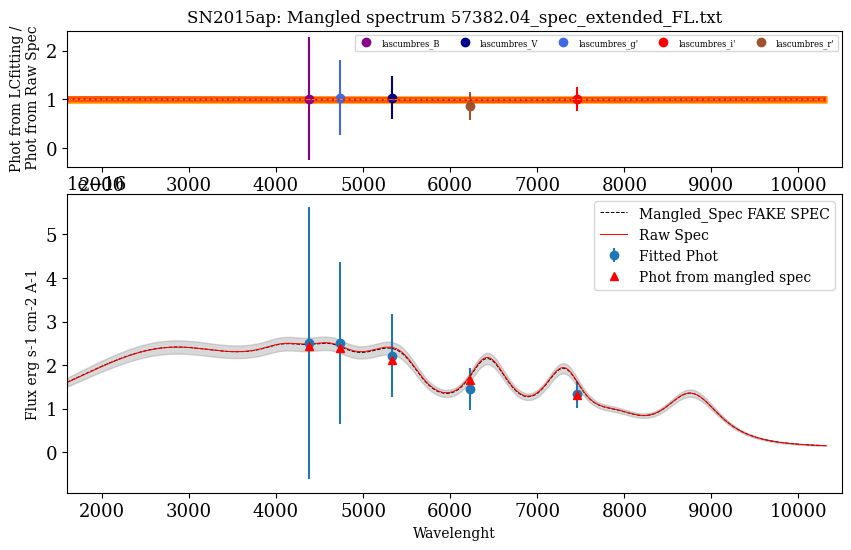 SN2015ap: Mangled spectrum 57382.04_spec_extended_FL.txt
Phot from LCfitting /
Phot from Raw Spec
2
1
0
lascumbres_B
lascumbres_V
lascumbres_g'
lascumbres_i'
lascumbres_r'
2000 3000 4000 5000 6000 7000 8000 9000 10000
1e−16
Flux erg s-1 cm-2 A-1
5
4
3
2
1
0
Mangled_Spec FAKE SPEC
Raw Spec
Fitted Phot
Phot from mangled spec
2000 3000 4000 5000 6000 7000 8000 9000 10000
Wavelenght